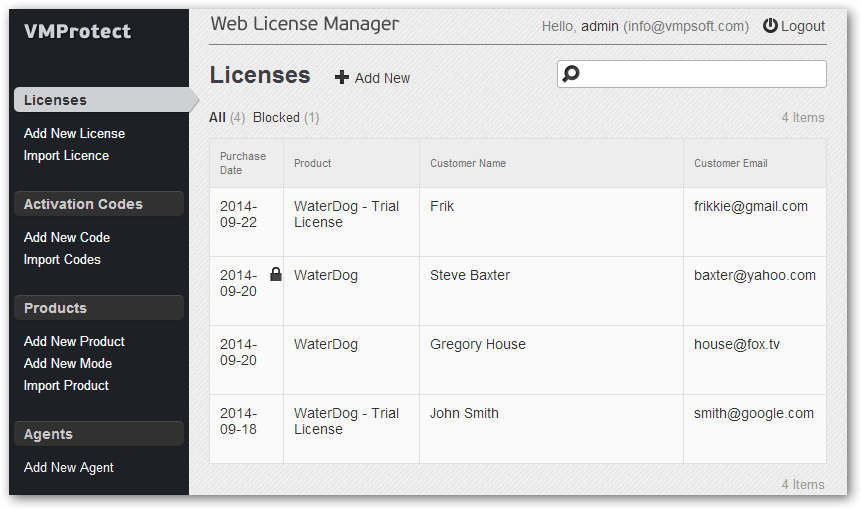 VMProtect
Web License Manager
Hello, admin (info@vmpsoft.com) Logout
Licenses
Add New License
Import Licence
Activation Codes
Add New Code
Import Codes
Products
Add New Product
Add New Mode
Import Product
Agents
Add New Agent
Licenses Add New
All (4) Blocked (1) 4 Items
Purchase
Date
Product
Customer Name
Customer Email
2014-
09-22
WaterDog - Trial
License
Frik
frikkie@gmail.com
2014-
09-20
WaterDog
Steve Baxter
baxter@yahoo.com
2014-
09-20
WaterDog
Gregory House
house@fox.tv
2014-
09-18
WaterDog - Trial
License
John Smith
smith@google.com
4 Items